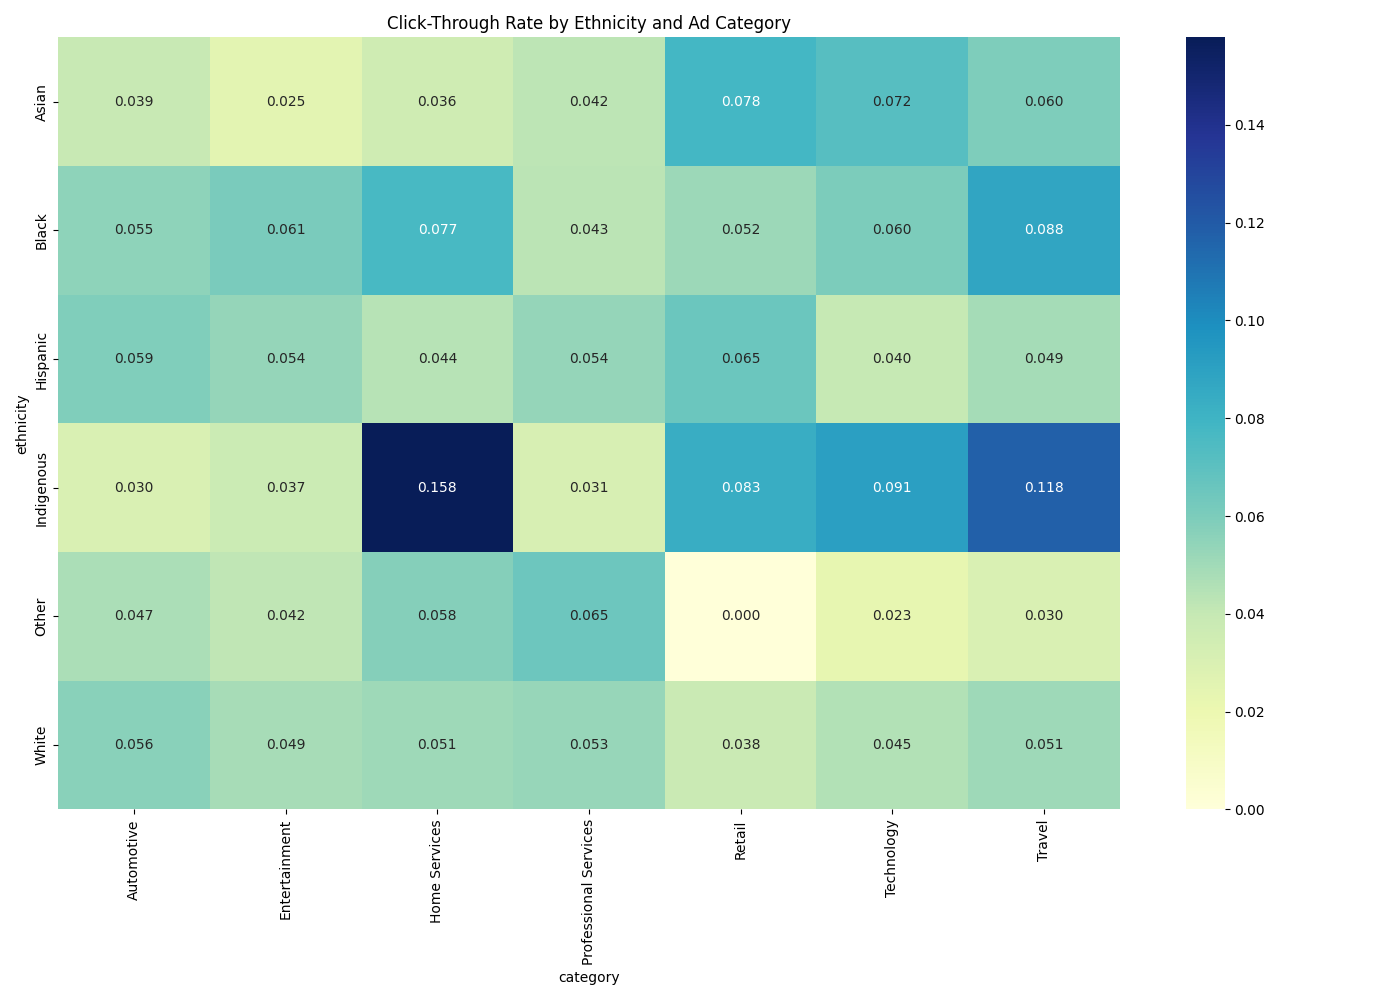 Click-Through Rate by Ethnicity and Ad Category
Asian 0.039 0.025 0.036 0.042 0.078 0.072 0.060
Black 0.055 0.061 0.077 0.043 0.052 0.060 0.088
Hispanic 0.059 0.054 0.044 0.054 0.065 0.040 0.049
ethnicity
Indigenous 0.030 0.037 0.158 0.031 0.083 0.091 0.118
Other 0.047 0.042 0.058 0.065 0.000 0.023 0.030
White 0.056 0.049 0.051 0.053 0.038 0.045 0.051
Automotive
Entertainment
Home Services
Professional Services
Retail
Technology
Travel
category
0.14
0.12
0.10
0.08
0.06
0.04
0.02
0.00